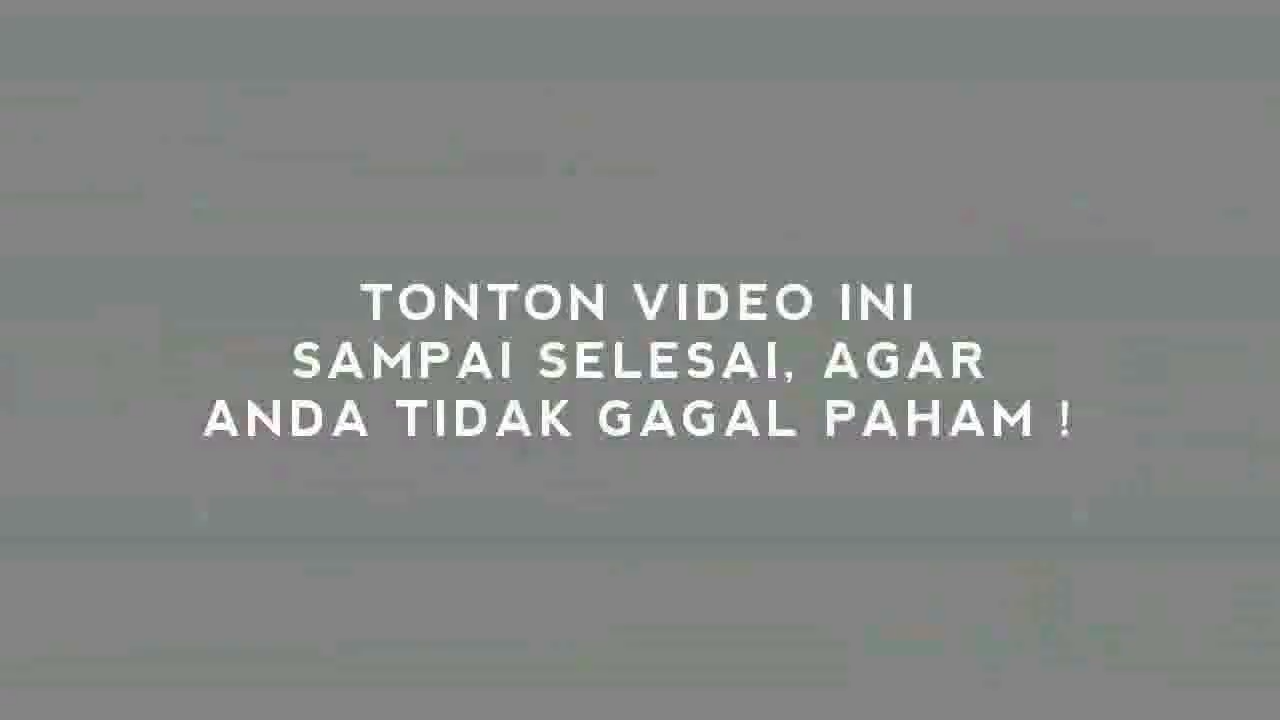 TONTON VIDEO INI
SAMPAI SELESAI, AGAR
ANDA TIDAK GAGAL PAHAM !